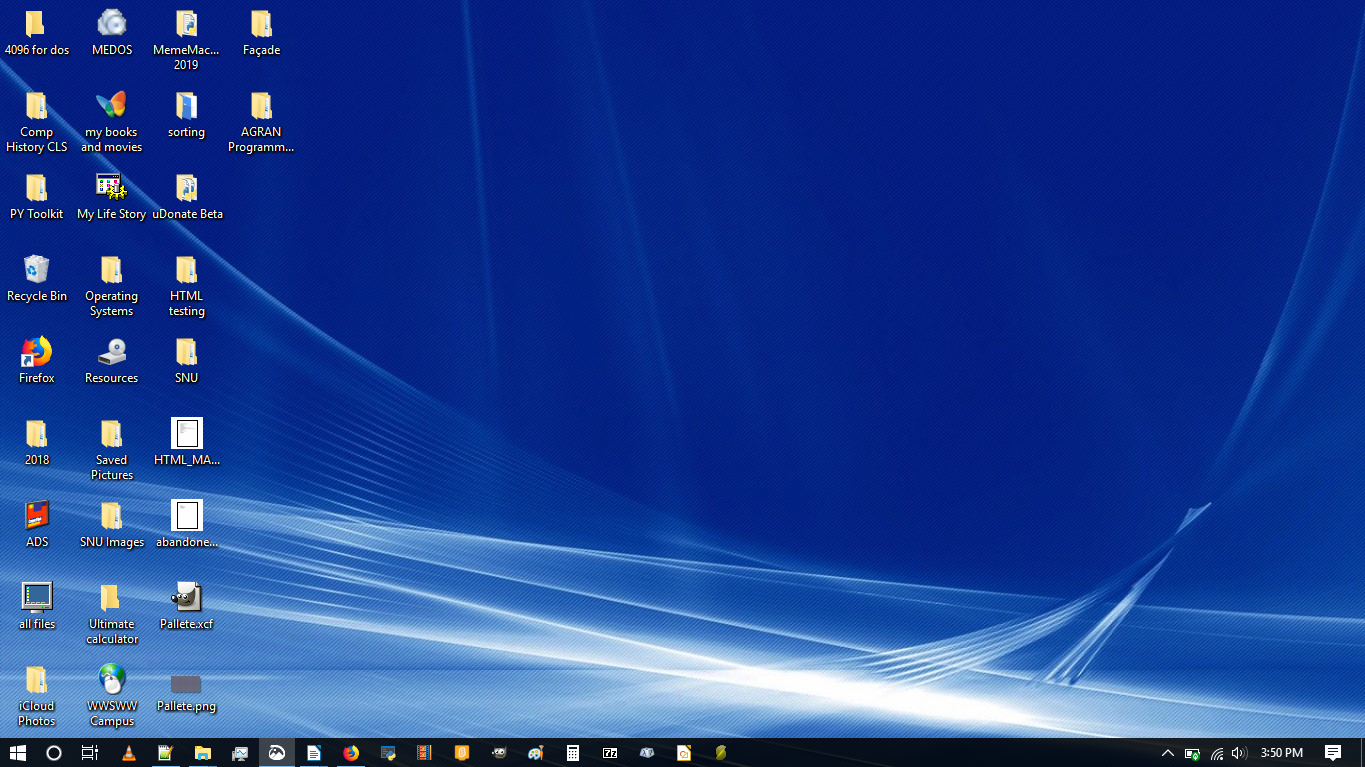 4096 for dos
MEDOS
MemeMac...
2019
Façade
Comp
History CLS
my books
and movies
sorting
AGRAN
Programm...
PY Toolkit
My Life Story
uDonate Beta
Recycle Bin
Operating
Systems
HTML
testing
Firefox
Resources
SNU
2018
Saved
Pictures
HTML_MA...
ADS
SNU Images
abandone...
all files
Ultimate
calculator
Pallete.xcf
iCloud
Photos
WWSWW
Campus
Pallete.png
3:50 PM